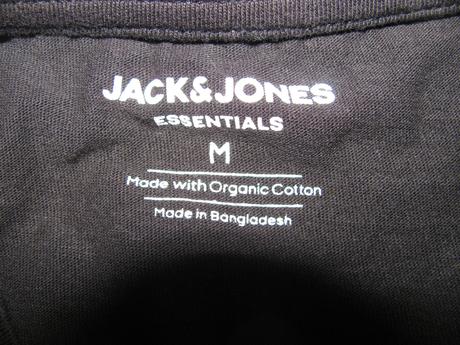 JACK&JONES
ESSENTIALS
M
Made with Organic Cotton
Made in Bangladesh